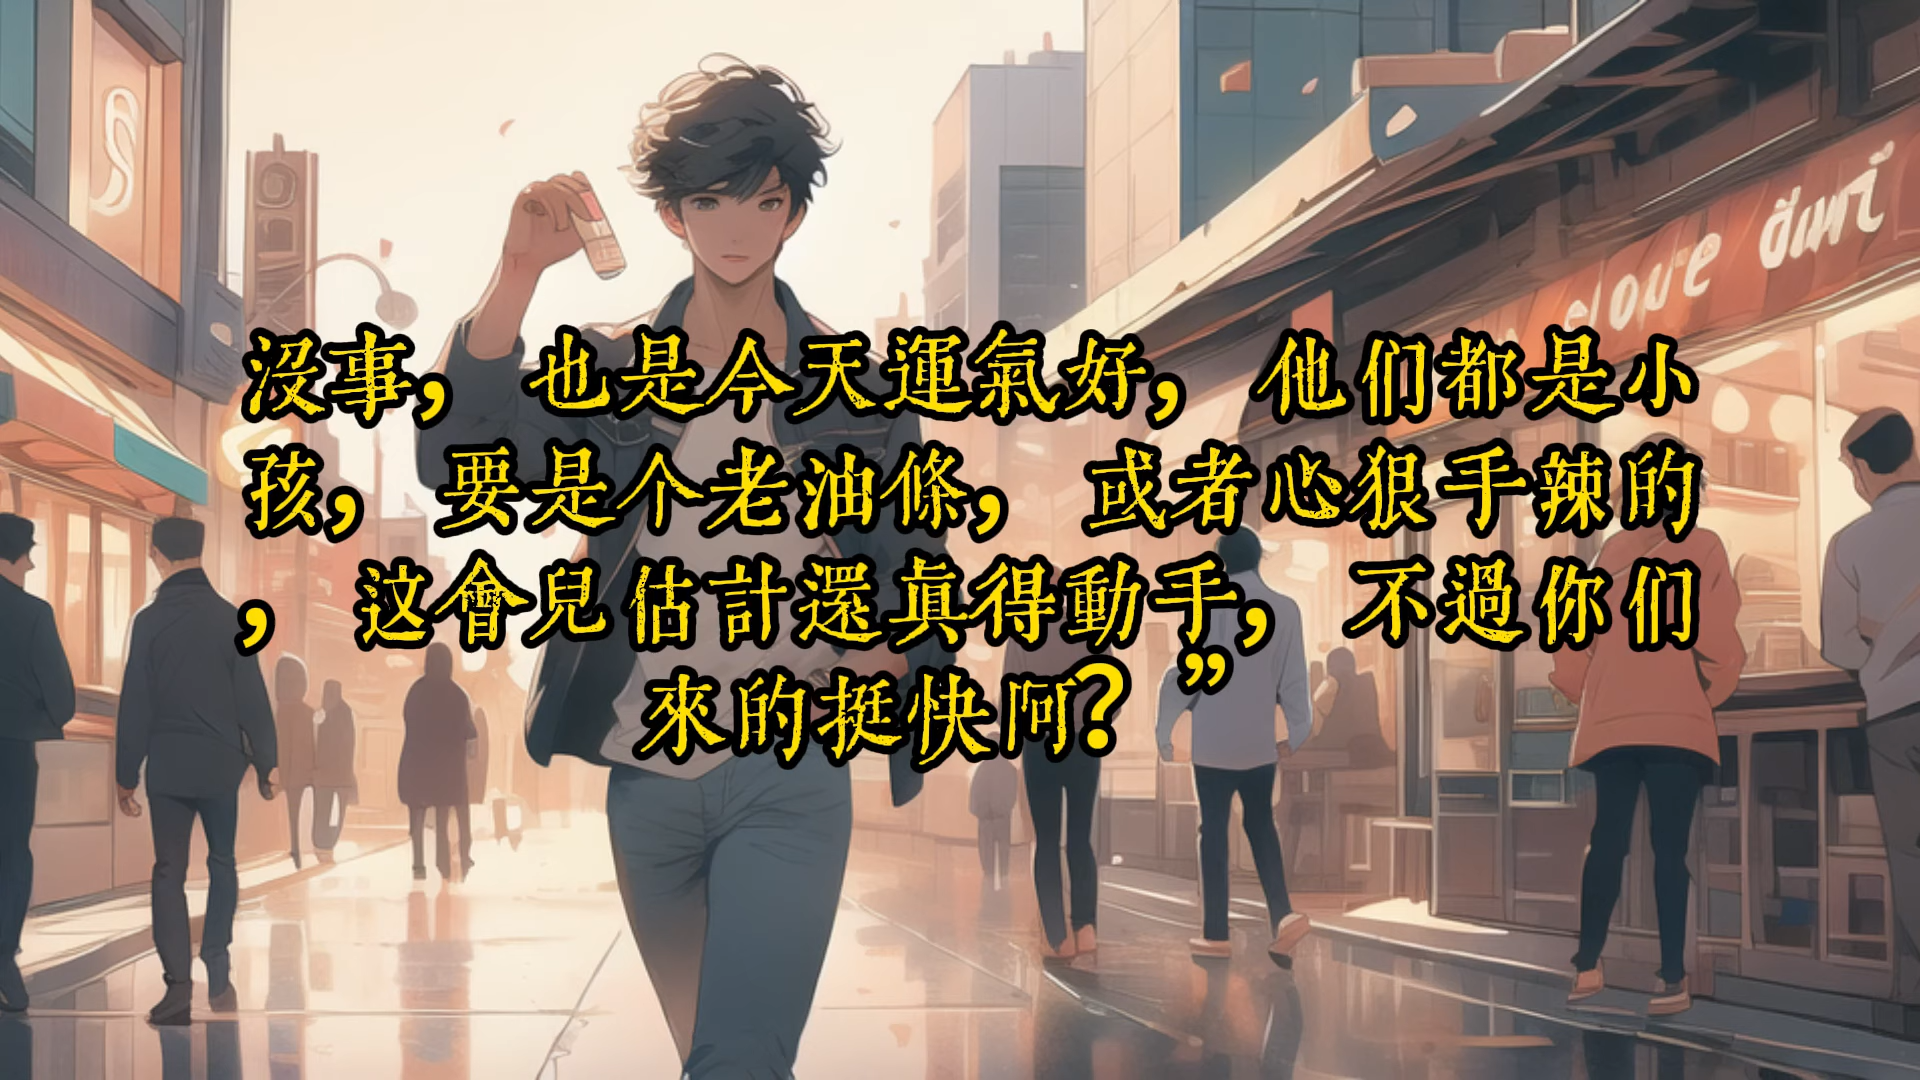 沒事，也是今天運氣好，他们都是小
孩，要是个老油條，或者心狠手辣的
，这會兒估計還真得動手，不過你们
來的挺快啊？”